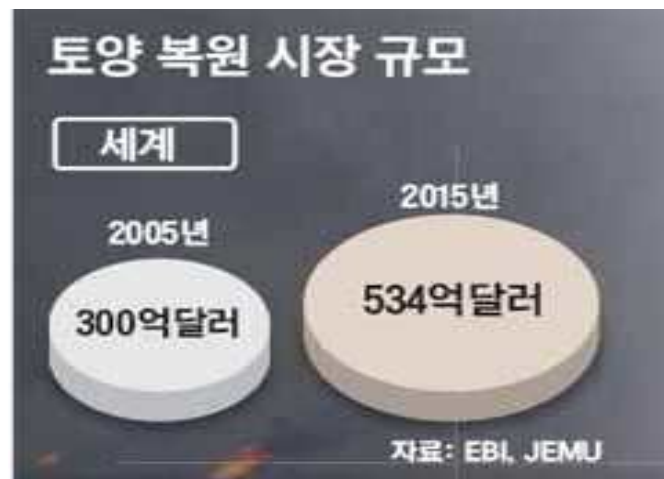 토양 복원 시장 규모
세계
2005년
300억달러
2015년
534억달러
자료: EBI, JEMU